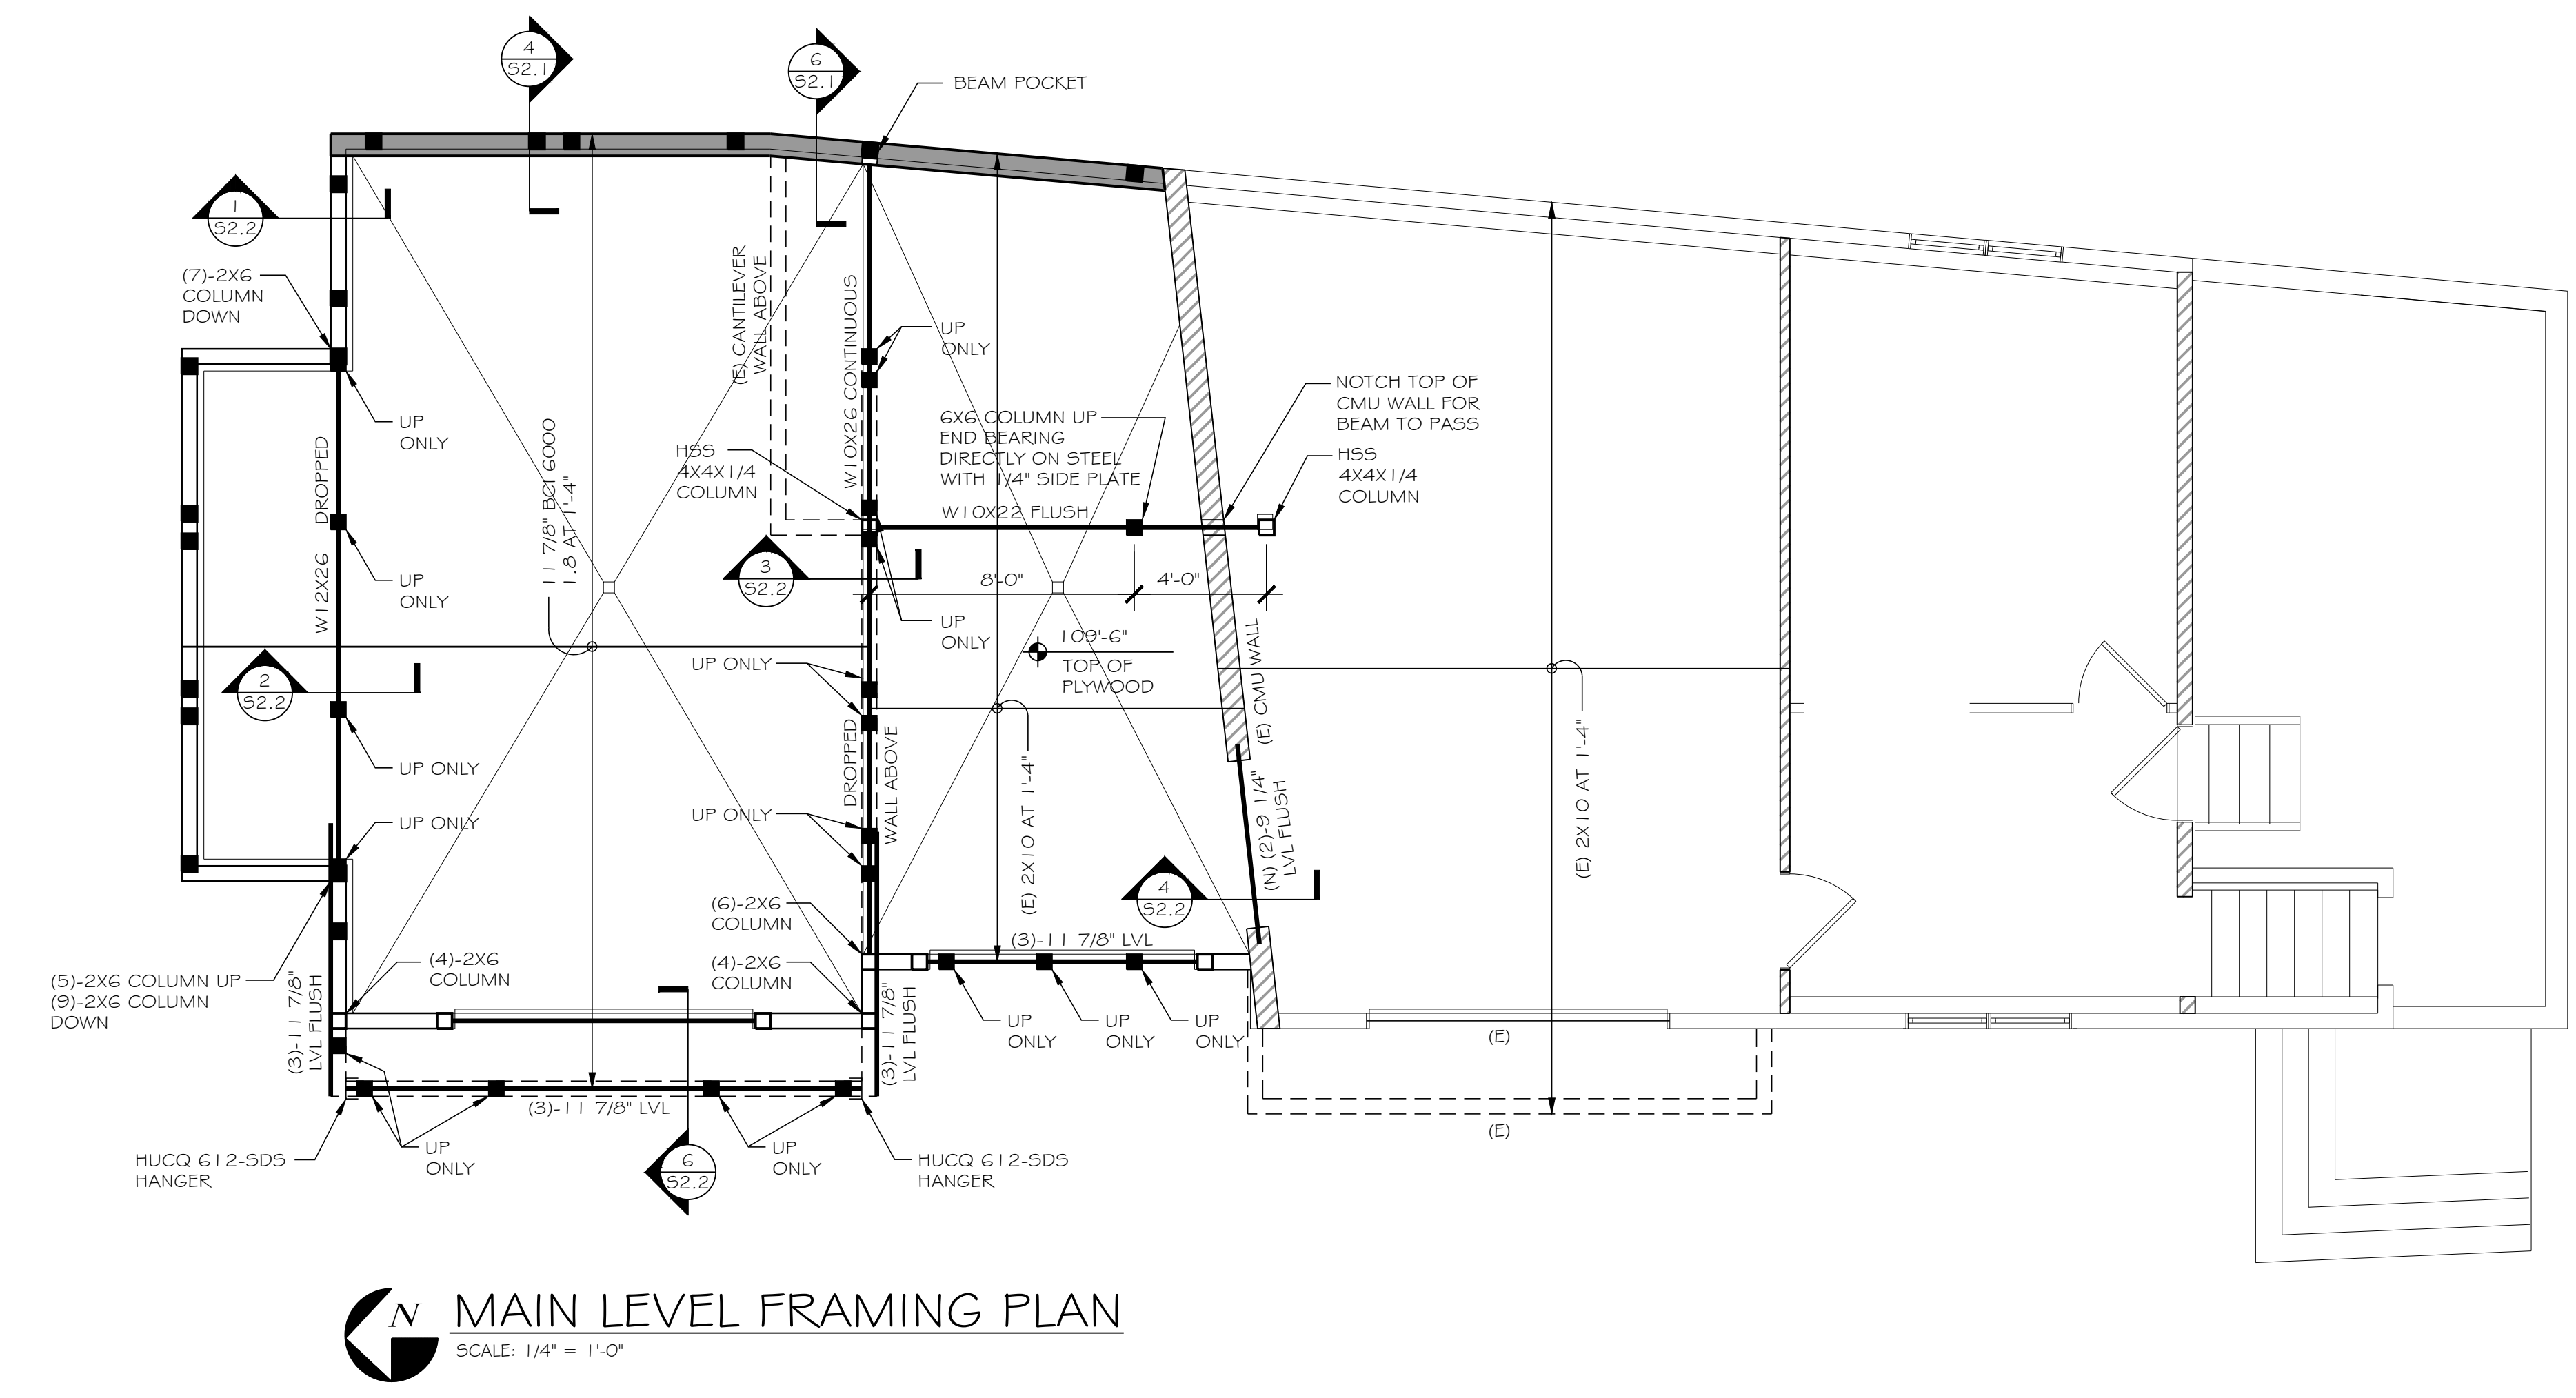 4
S2.1
6
S2.1
BEAM POCKET
1
S2.2
(7)-2X6
COLUMN
DOWN
(E) CANTILEVER
WALL ABOVE
W10X26 CONTINUOUS
UP
ONLY
UP
ONLY
W12X26 DROPPED
11 7/8" BCI 6000
1.8 AT 1'-4"
HSS
4X4X1/4
COLUMN
6X6 COLUMN UP
END BEARING
DIRECTLY ON STEEL
WITH 1/4" SIDE PLATE
W10X22 FLUSH
NOTCH TOP OF
CMU WALL FOR
BEAM TO PASS
HSS
4X4X1/4
COLUMN
3
S2.2
8'-0"
4'-0"
UP
ONLY
UP
ONLY
109'-6"
TOP OF
PLYWOOD
(E) CMU WALL
UP ONLY
2
S2.2
DROPPED
WALL ABOVE
UP ONLY
UP ONLY
UP ONLY
(E) 2X10 AT 1'-4"
(N) (2)-9 1/4"
LVL FLUSH
(E) 2X10 AT 1'-4"
4
S2.2
(6)-2X6
COLUMN
(3)-11 7/8" LVL
(4)-2X6
COLUMN
(4)-2X6
COLUMN
(5)-2X6 COLUMN UP
(9)-2X6 COLUMN
DOWN
(3)-11 7/8"
LVL FLUSH
(3)-11 7/8"
LVL FLUSH
UP
ONLY
UP
ONLY
UP
ONLY
(E)
(3)-11 7/8" LVL
(E)
HUCQ 612-SDS
HANGER
UP
ONLY
6
S2.2
UP
ONLY
HUCQ 612-SDS
HANGER
N
MAIN LEVEL FRAMING PLAN
SCALE: 1/4" = 1'-0"